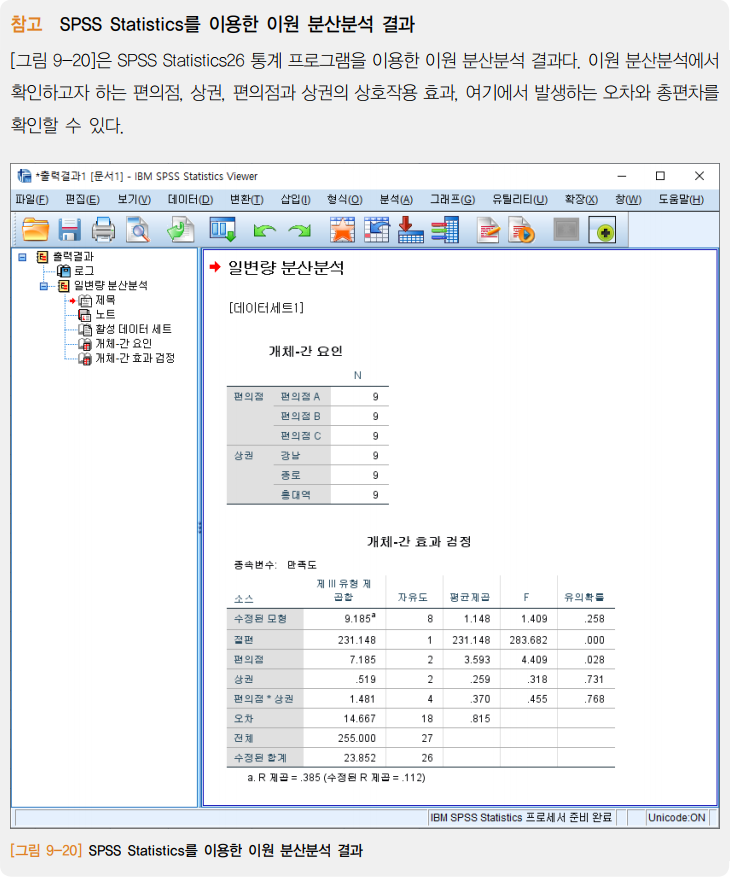 참고 SPSS Statistics를 이용한 이원 분산분석 결과
[그림 9-20]은 SPSS Statistics26 통계 프로그램을 이용한 이원 분산분석 결과다. 이원 분산분석에서
확인하고자 하는 편의점, 상권, 편의점과 상권의 상호작용 효과, 여기에서 발생하는 오차와 총편차를
확인할 수 있다.
*출력결과1 [문서1] - IBM SPSS Statistics Viewer
파일(F) 편집(E) 보기(V) 데이터(D) 변환(T) 삽입(I) 형식(O) 분석(A) 그래프(G) 유틸리티(U) 확장(X) 창(W) 도움말(H)
출력결과
로그
일변량 분산분석
제목
노트
활성 데이터 세트
개체-간 요인
개체-간 효과 검정
일변량 분산분석
[데이터세트1]
개체-간 요인
N
편의점 편의점 A 9
편의점 B 9
편의점 C 9
상권 강남 9
종로 9
홍대역 9
개체-간 효과 검정
종속변수: 만족도
소스 제 III 유형 제곱합 자유도 평균제곱 F 유의확률
수정된 모형 9.185a 8 1.148 1.409 .258
절편 231.148 1 231.148 283.682 .000
편의점 7.185 2 3.593 4.409 .028
상권 .519 2 .259 .318 .731
편의점 * 상권 1.481 4 .370 .455 .768
오차 14.667 18 .815
전체 255.000 27
수정된 합계 23.852 26
a. R 제곱 = .385 (수정된 R 제곱 = .112)
IBM SPSS Statistics 프로세서 준비 완료 Unicode:ON
[그림 9-20] SPSS Statistics를 이용한 이원 분산분석 결과